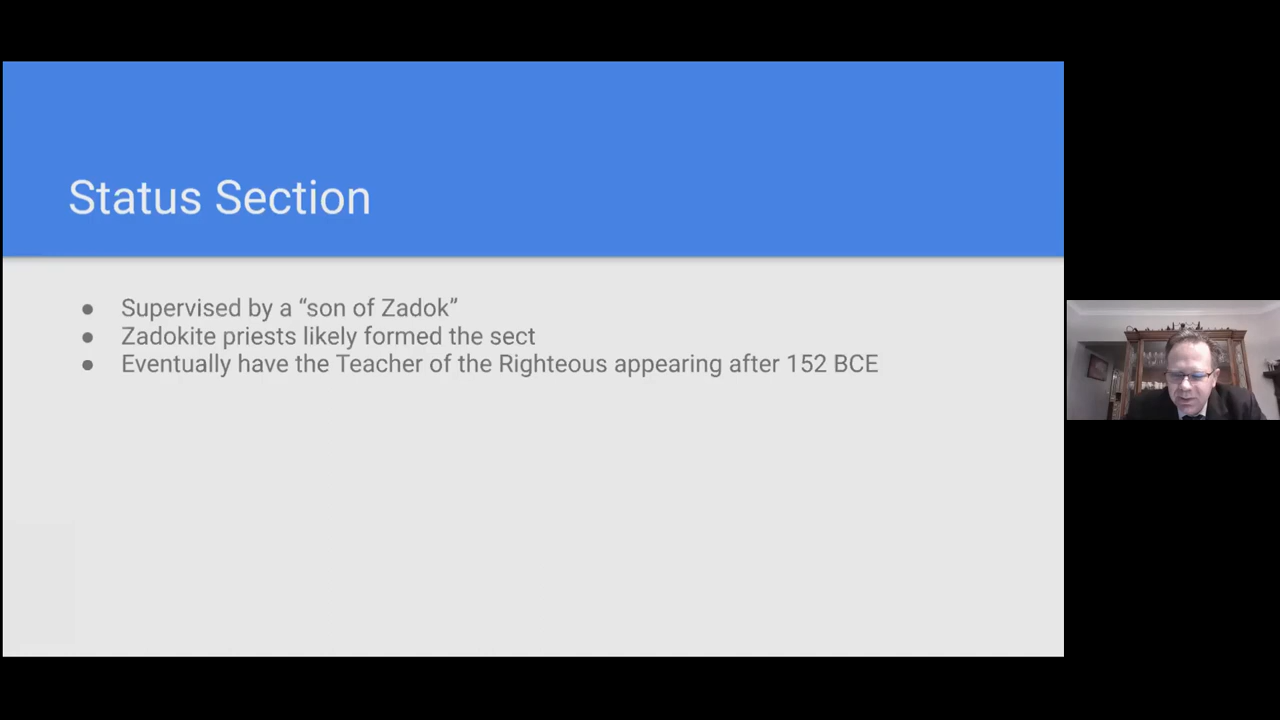 Status Section
● Supervised by a “son of Zadok”
● Zadokite priests likely formed the sect
● Eventually have the Teacher of the Righteous appearing after 152 BCE